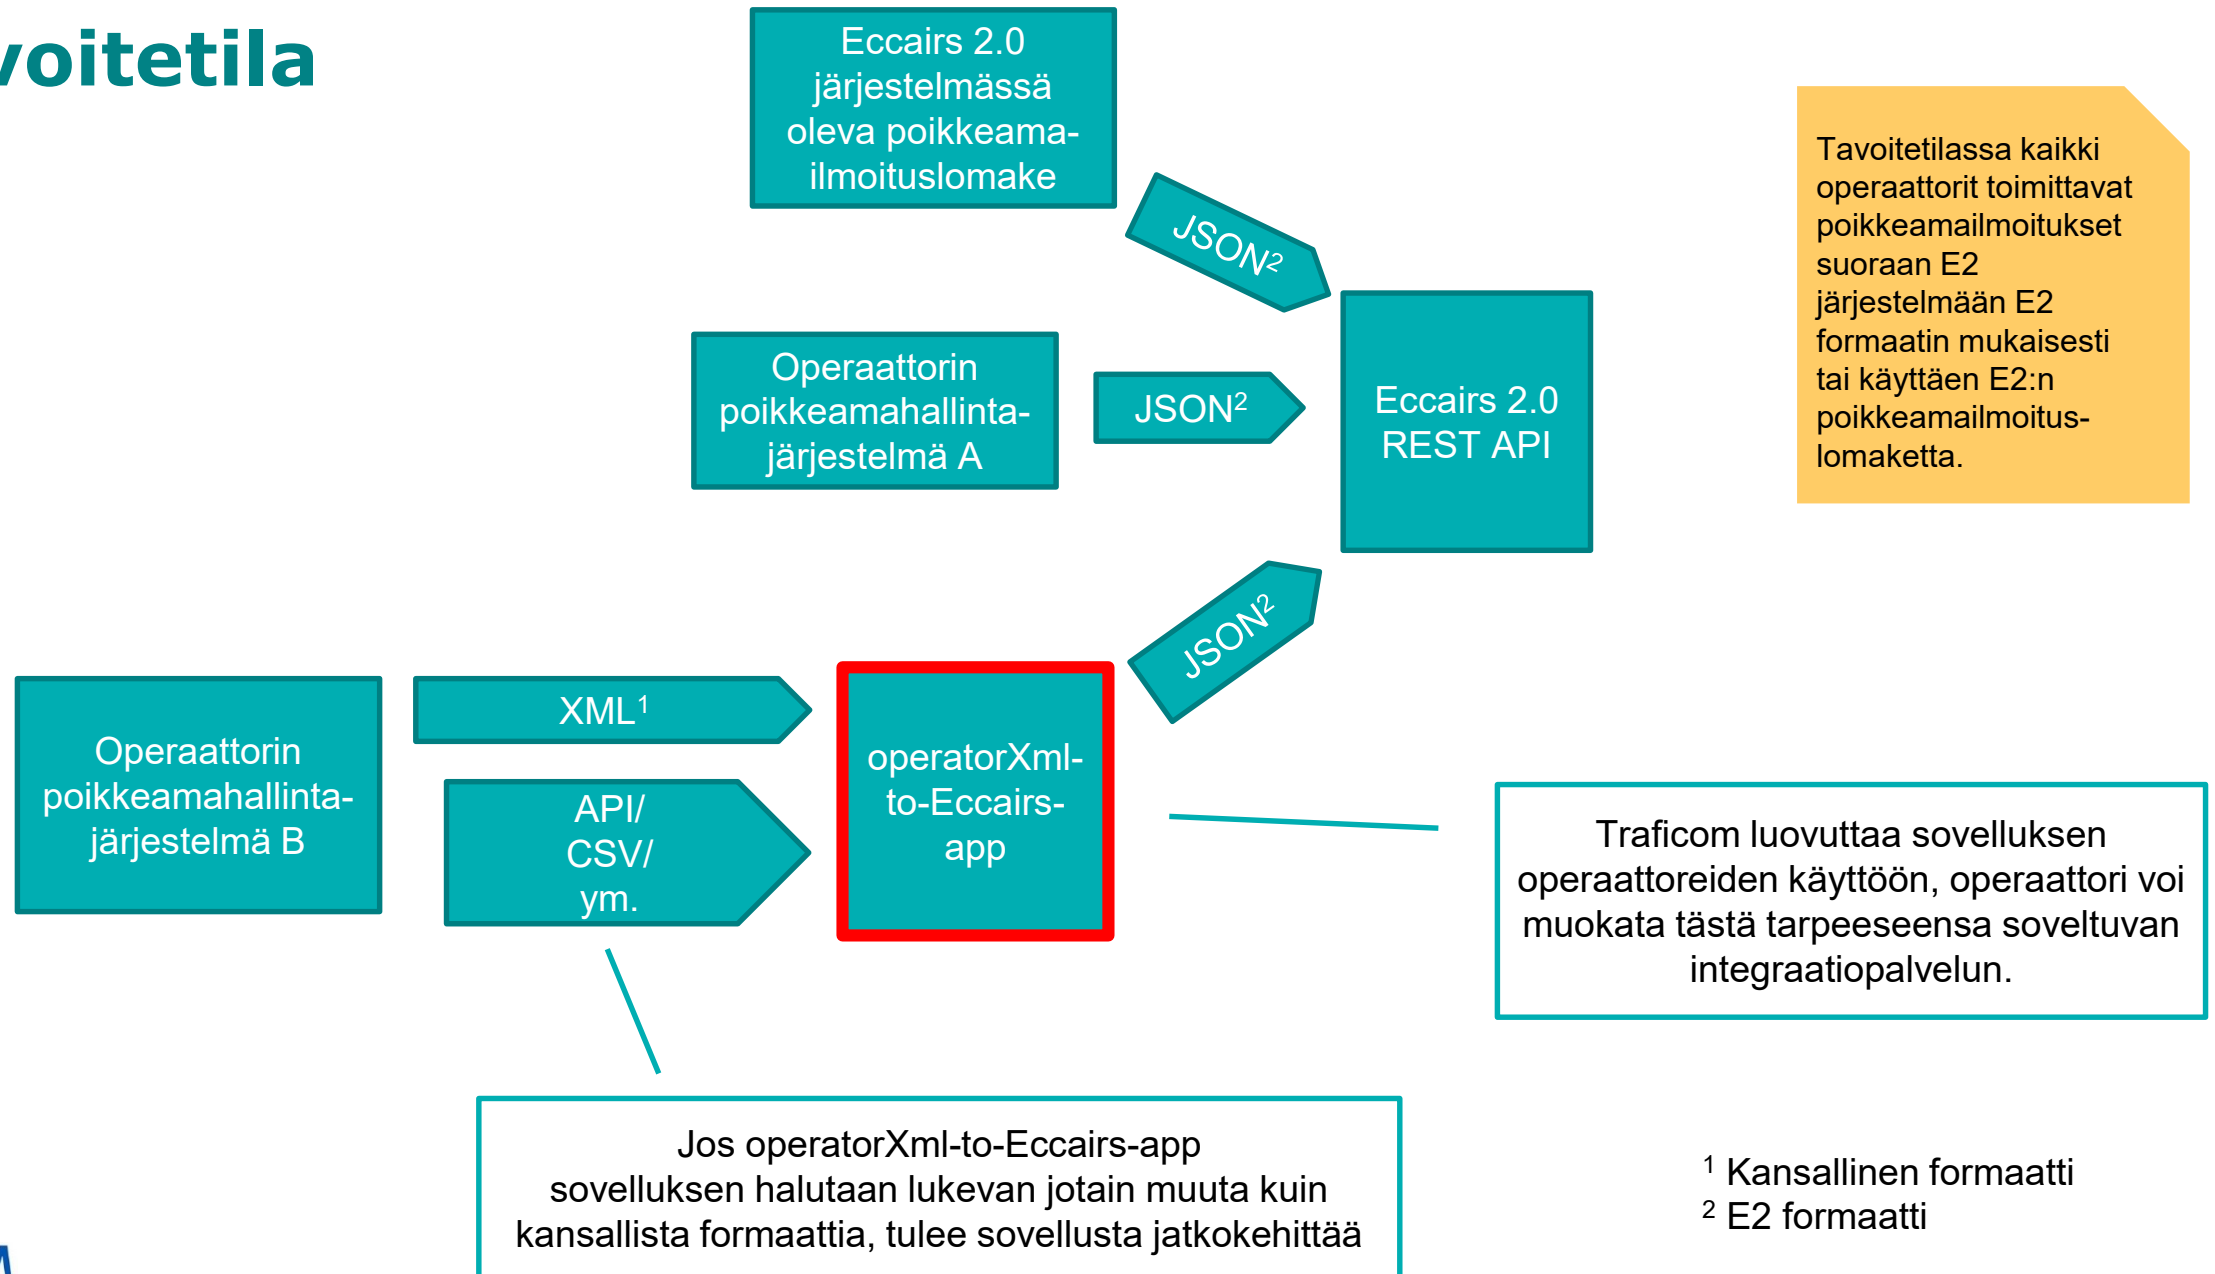 voitetila
Eccairs 2.0
järjestelmässä
oleva poikkeama-
ilmoituslomake
JSON²
Tavoitetilassa kaikki
operaattorit toimittavat
poikkeamailmoitukset
suoraan E2
järjestelmään E2
formaatin mukaisesti
tai käyttäen E2:n
poikkeamailmoitus-
lomaketta.
Operaattorin
poikkeamahallinta-
järjestelmä A
JSON²
Eccairs 2.0
REST API
JSON²
Operaattorin
poikkeamahallinta-
järjestelmä B
XML¹
API/
CSV/
ym.
operatorXml-
to-Eccairs-
app
Traficom luovuttaa sovelluksen
operaattoreiden käyttöön, operaattori voi
muokata tästä tarpeeseensa soveltuvan
integraatiopalvelun.
Jos operatorXml-to-Eccairs-app
sovelluksen halutaan lukevan jotain muuta kuin
kansallista formaattia, tulee sovellusta jatkokehittää
¹ Kansallinen formaatti
² E2 formaatti